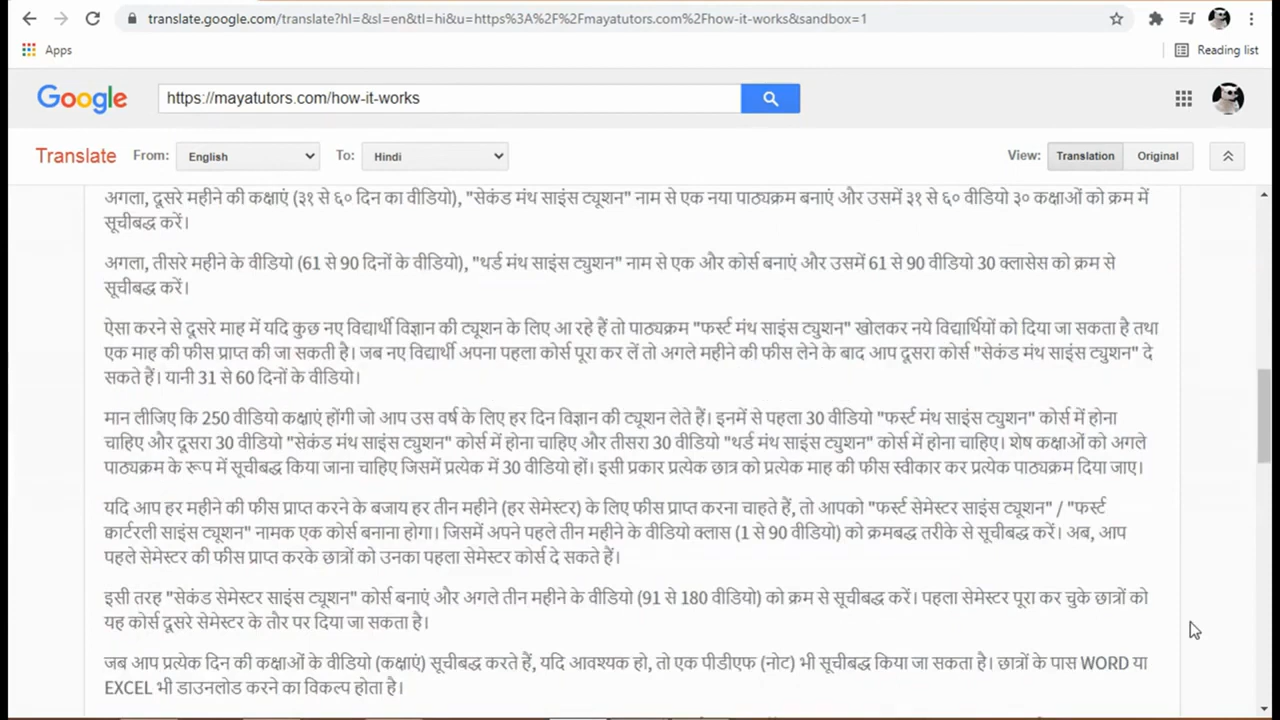 translate.google.com/translate?hl=&sl=en&tl=hi&u=https%3A%2F%2Fmayatutors.com%2Fhow-it-works&sandbox=1
Apps
Reading list
Google
https://mayatutors.com/how-it-works
Translate From: English To: Hindi View: Translation Original
अगला, दूसरे महीने की कक्षाएं (३१ से ६० दिन का वीडियो), "सेकंड मंथ साइंस ट्यूशन" नाम से एक नया पाठ्यक्रम बनाएं और उसमें ३१ से ६० वीडियो ३० कक्षाओं को क्रम में
सूचीबद्ध करें।
अगला, तीसरे महीने के वीडियो (61 से 90 दिनों के वीडियो), "थर्ड मंथ साइंस ट्युशन" नाम से एक और कोर्स बनाएं और उसमें 61 से 90 वीडियो 30 क्लासेस को क्रम से
सूचीबद्ध करें।
ऐसा करने से दूसरे माह में यदि कुछ नए विद्यार्थी विज्ञान की ट्यूशन के लिए आ रहे हैं तो पाठ्यक्रम "फर्स्ट मंथ साइंस ट्युशन" खोलकर नये विद्यार्थियों को दिया जा सकता है तथा
एक माह की फीस प्राप्त की जा सकती है। जब नए विद्यार्थी अपना पहला कोर्स पूरा कर लें तो अगले महीने की फीस लेने के बाद आप दूसरा कोर्स "सेकंड मंथ साइंस ट्युशन" दे
सकते हैं। यानी 31 से 60 दिनों के वीडियो।
मान लीजिए कि 250 वीडियो कक्षाएं होंगी जो आप उस वर्ष के लिए हर दिन विज्ञान की ट्यूशन लेते हैं। इनमें से पहला 30 वीडियो "फर्स्ट मंथ साइंस ट्युशन" कोर्स में होना
चाहिए और दूसरा 30 वीडियो "सेकंड मंथ साइंस ट्युशन" कोर्स में होना चाहिए और तीसरा 30 वीडियो "थर्ड मंथ साइंस ट्युशन" कोर्स में होना चाहिए। शेष कक्षाओं को अगले
पाठ्यक्रम के रूप में सूचीबद्ध किया जाना चाहिए जिसमें प्रत्येक में 30 वीडियो हों। इसी प्रकार प्रत्येक छात्र को प्रत्येक माह की फीस स्वीकार कर प्रत्येक पाठ्यक्रम दिया जाए।
यदि आप हर महीने की फीस प्राप्त करने के बजाय हर तीन महीने (हर सेमेस्टर) के लिए फीस प्राप्त करना चाहते हैं, तो आपको "फर्स्ट सेमेस्टर साइंस ट्यूशन" / "फर्स्ट
क्वार्टरली साइंस ट्यूशन" नामक एक कोर्स बनाना होगा। जिसमें अपने पहले तीन महीने के वीडियो क्लास (1 से 90 वीडियो) को क्रमबद्ध तरीके से सूचीबद्ध करें। अब, आप
पहले सेमेस्टर की फीस प्राप्त करके छात्रों को उनका पहला सेमेस्टर कोर्स दे सकते हैं।
इसी तरह "सेकंड सेमेस्टर साइंस ट्यूशन" कोर्स बनाएं और अगले तीन महीने के वीडियो (91 से 180 वीडियो) को क्रम से सूचीबद्ध करें। पहला सेमेस्टर पूरा कर चुके छात्रों को
यह कोर्स दूसरे सेमेस्टर के तौर पर दिया जा सकता है।
जब आप प्रत्येक दिन की कक्षाओं के वीडियो (कक्षाएं) सूचीबद्ध करते हैं, यदि आवश्यक हो, तो एक पीडीएफ (नोट) भी सूचीबद्ध किया जा सकता है। छात्रों के पास WORD या
EXCEL भी डाउनलोड करने का विकल्प होता है।